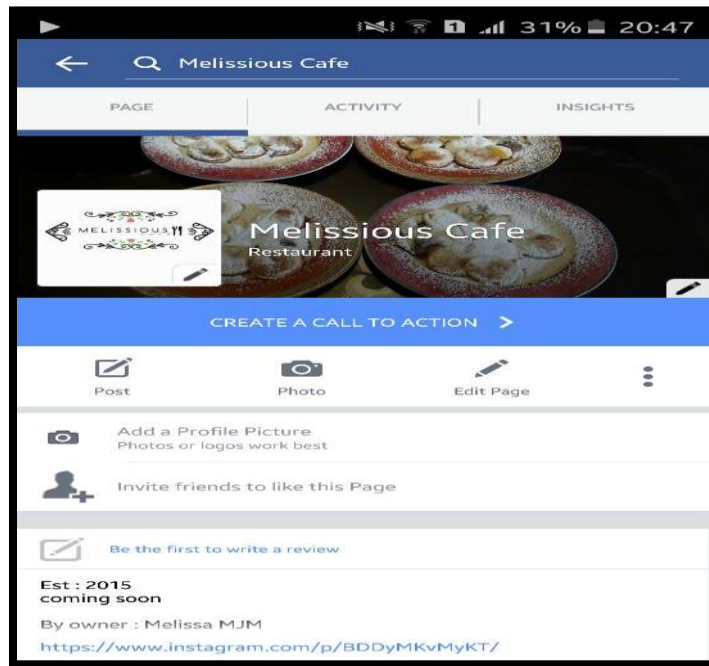 1 31% 20:47
Melissious Cafe
PAGE ACTIVITY INSIGHTS
MELISSIOUS
Melissious Cafe
Restaurant
CREATE A CALL TO ACTION >
Post Photo Edit Page
Add a Profile Picture
Photos or logos work best
Invite friends to like this Page
Be the first to write a review
Est : 2015
coming soon
By owner : Melissa MJM
https://www.instagram.com/p/BDDyMKvMyKT/